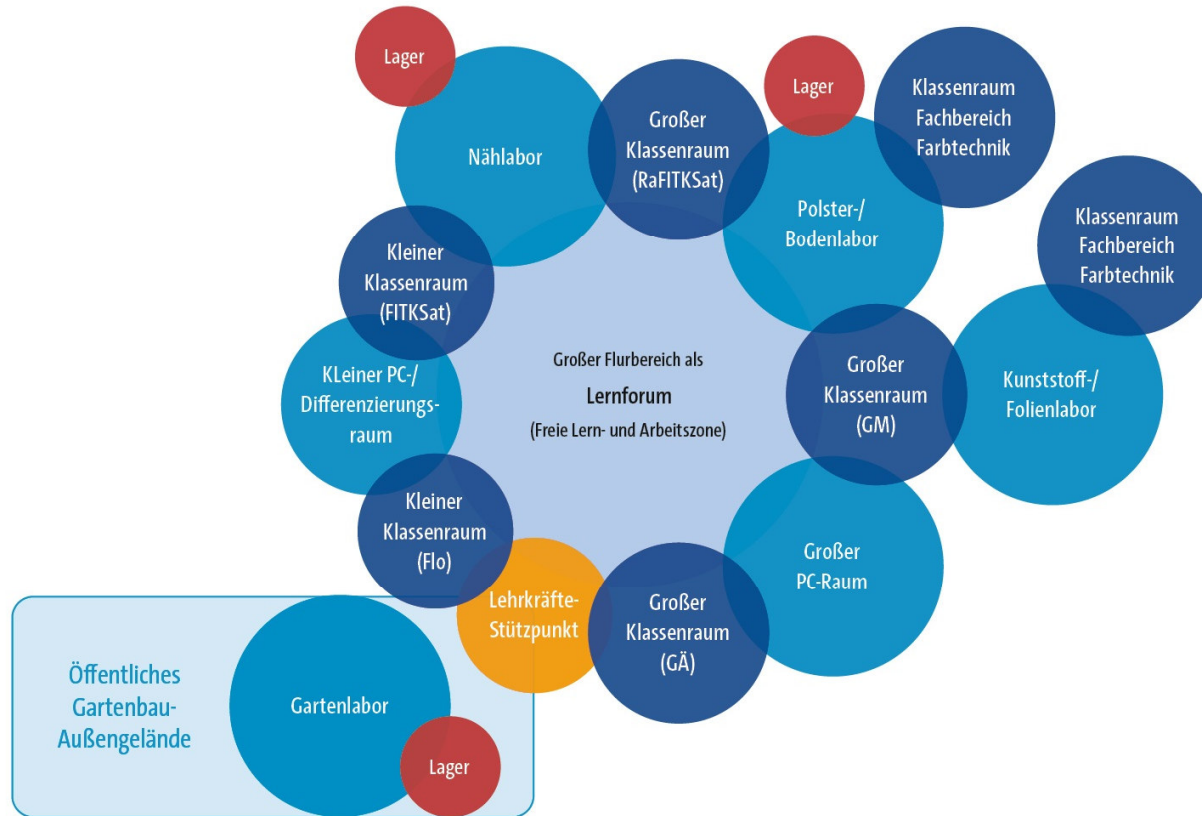 Lager
Nählabor
Großer
Klassenraum
(RaFITKSat)
Lager
Klassenraum
Fachbereich
Farbtechnik
Polster-/
Bodenlabor
Klassenraum
Fachbereich
Farbtechnik
Kleiner
Klassenraum
(FITKSat)
KLeiner PC-/
Differenzierungs-
raum
Großer Flurbereich als
Lernforum
(Freie Lern- und Arbeitszone)
Großer
Klassenraum
(GM)
Kunststoff-/
Folienlabor
Kleiner
Klassenraum
(Flo)
Lehrkräfte-
Stützpunkt
Großer
Klassenraum
(GÄ)
Großer
PC-Raum
Öffentliches
Gartenbau-
Außengelände
Gartenlabor
Lager